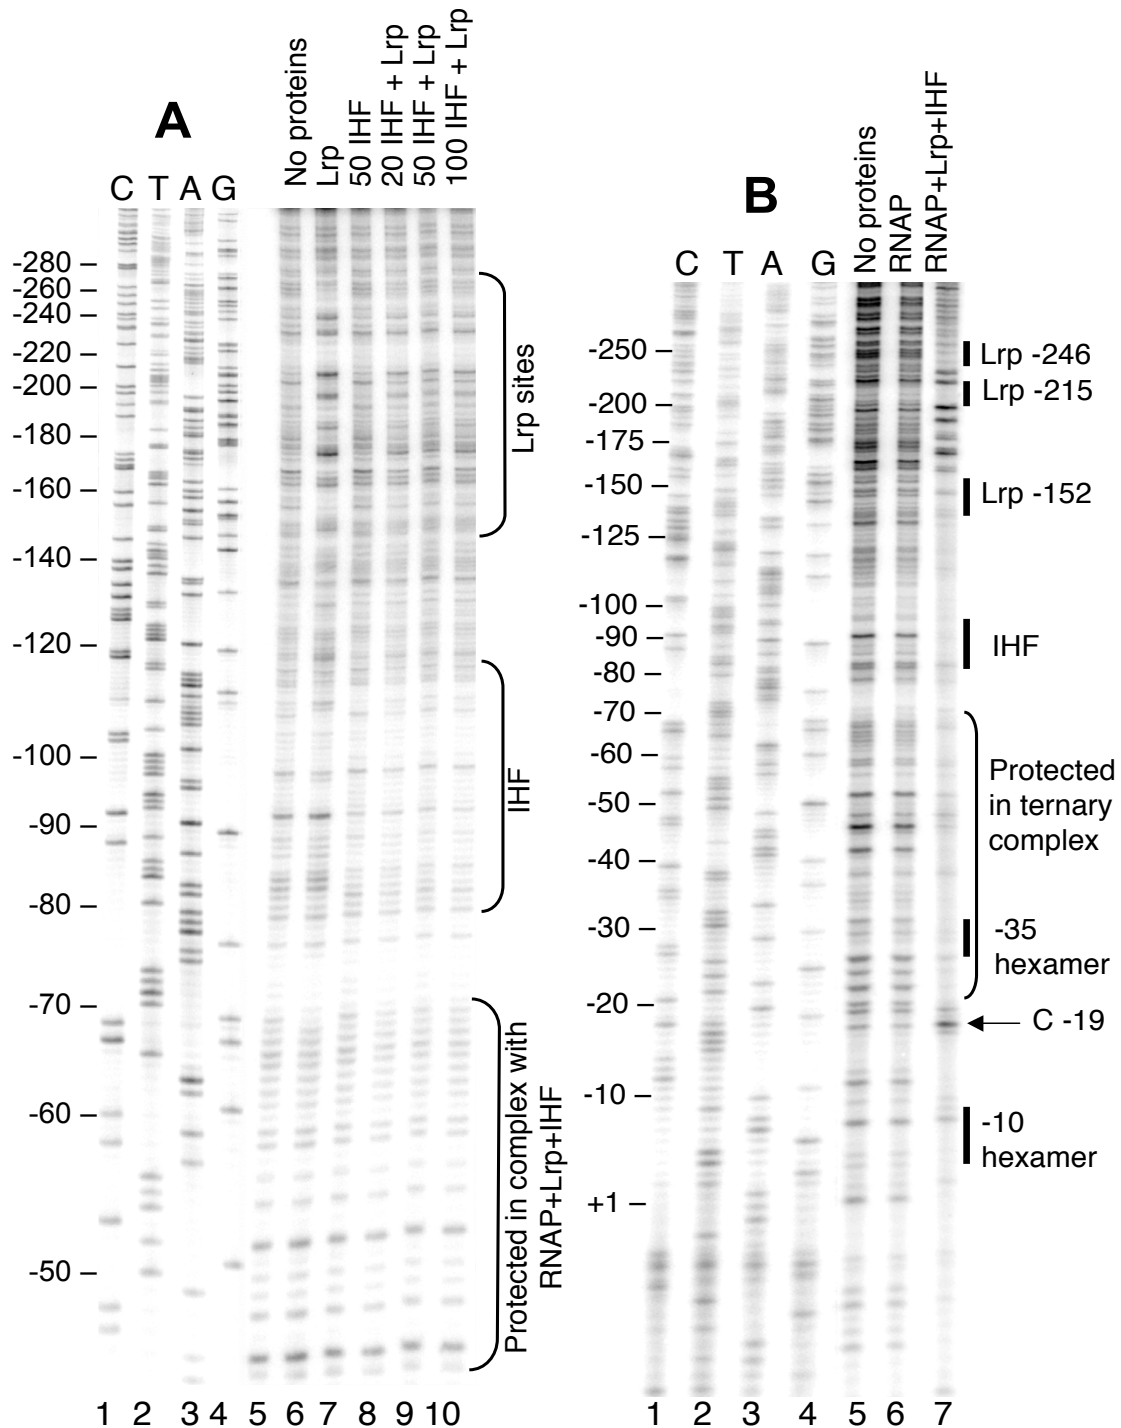 A
C T A G
No proteins
Lrp
50 IHF
20 IHF + Lrp
50 IHF + Lrp
100 IHF + Lrp
-280
-260
-240
-220
-200
-180
-160
-140
-120
-100
-90
-80
-70
-60
-50
Lrp sites
IHF
Protected in complex with
RNAP+Lrp+IHF
1 2 3 4 5 6 7 8 9 10
B
C T A G
No proteins
RNAP
RNAP+Lrp+IHF
-250
-200
-175
-150
-125
-100
-90
-80
-70
-60
-50
-40
-30
-20
-10
+1
Lrp -246
Lrp -215
Lrp -152
IHF
Protected
in ternary
complex
-35
hexamer
C -19
-10
hexamer
1 2 3 4 5 6 7